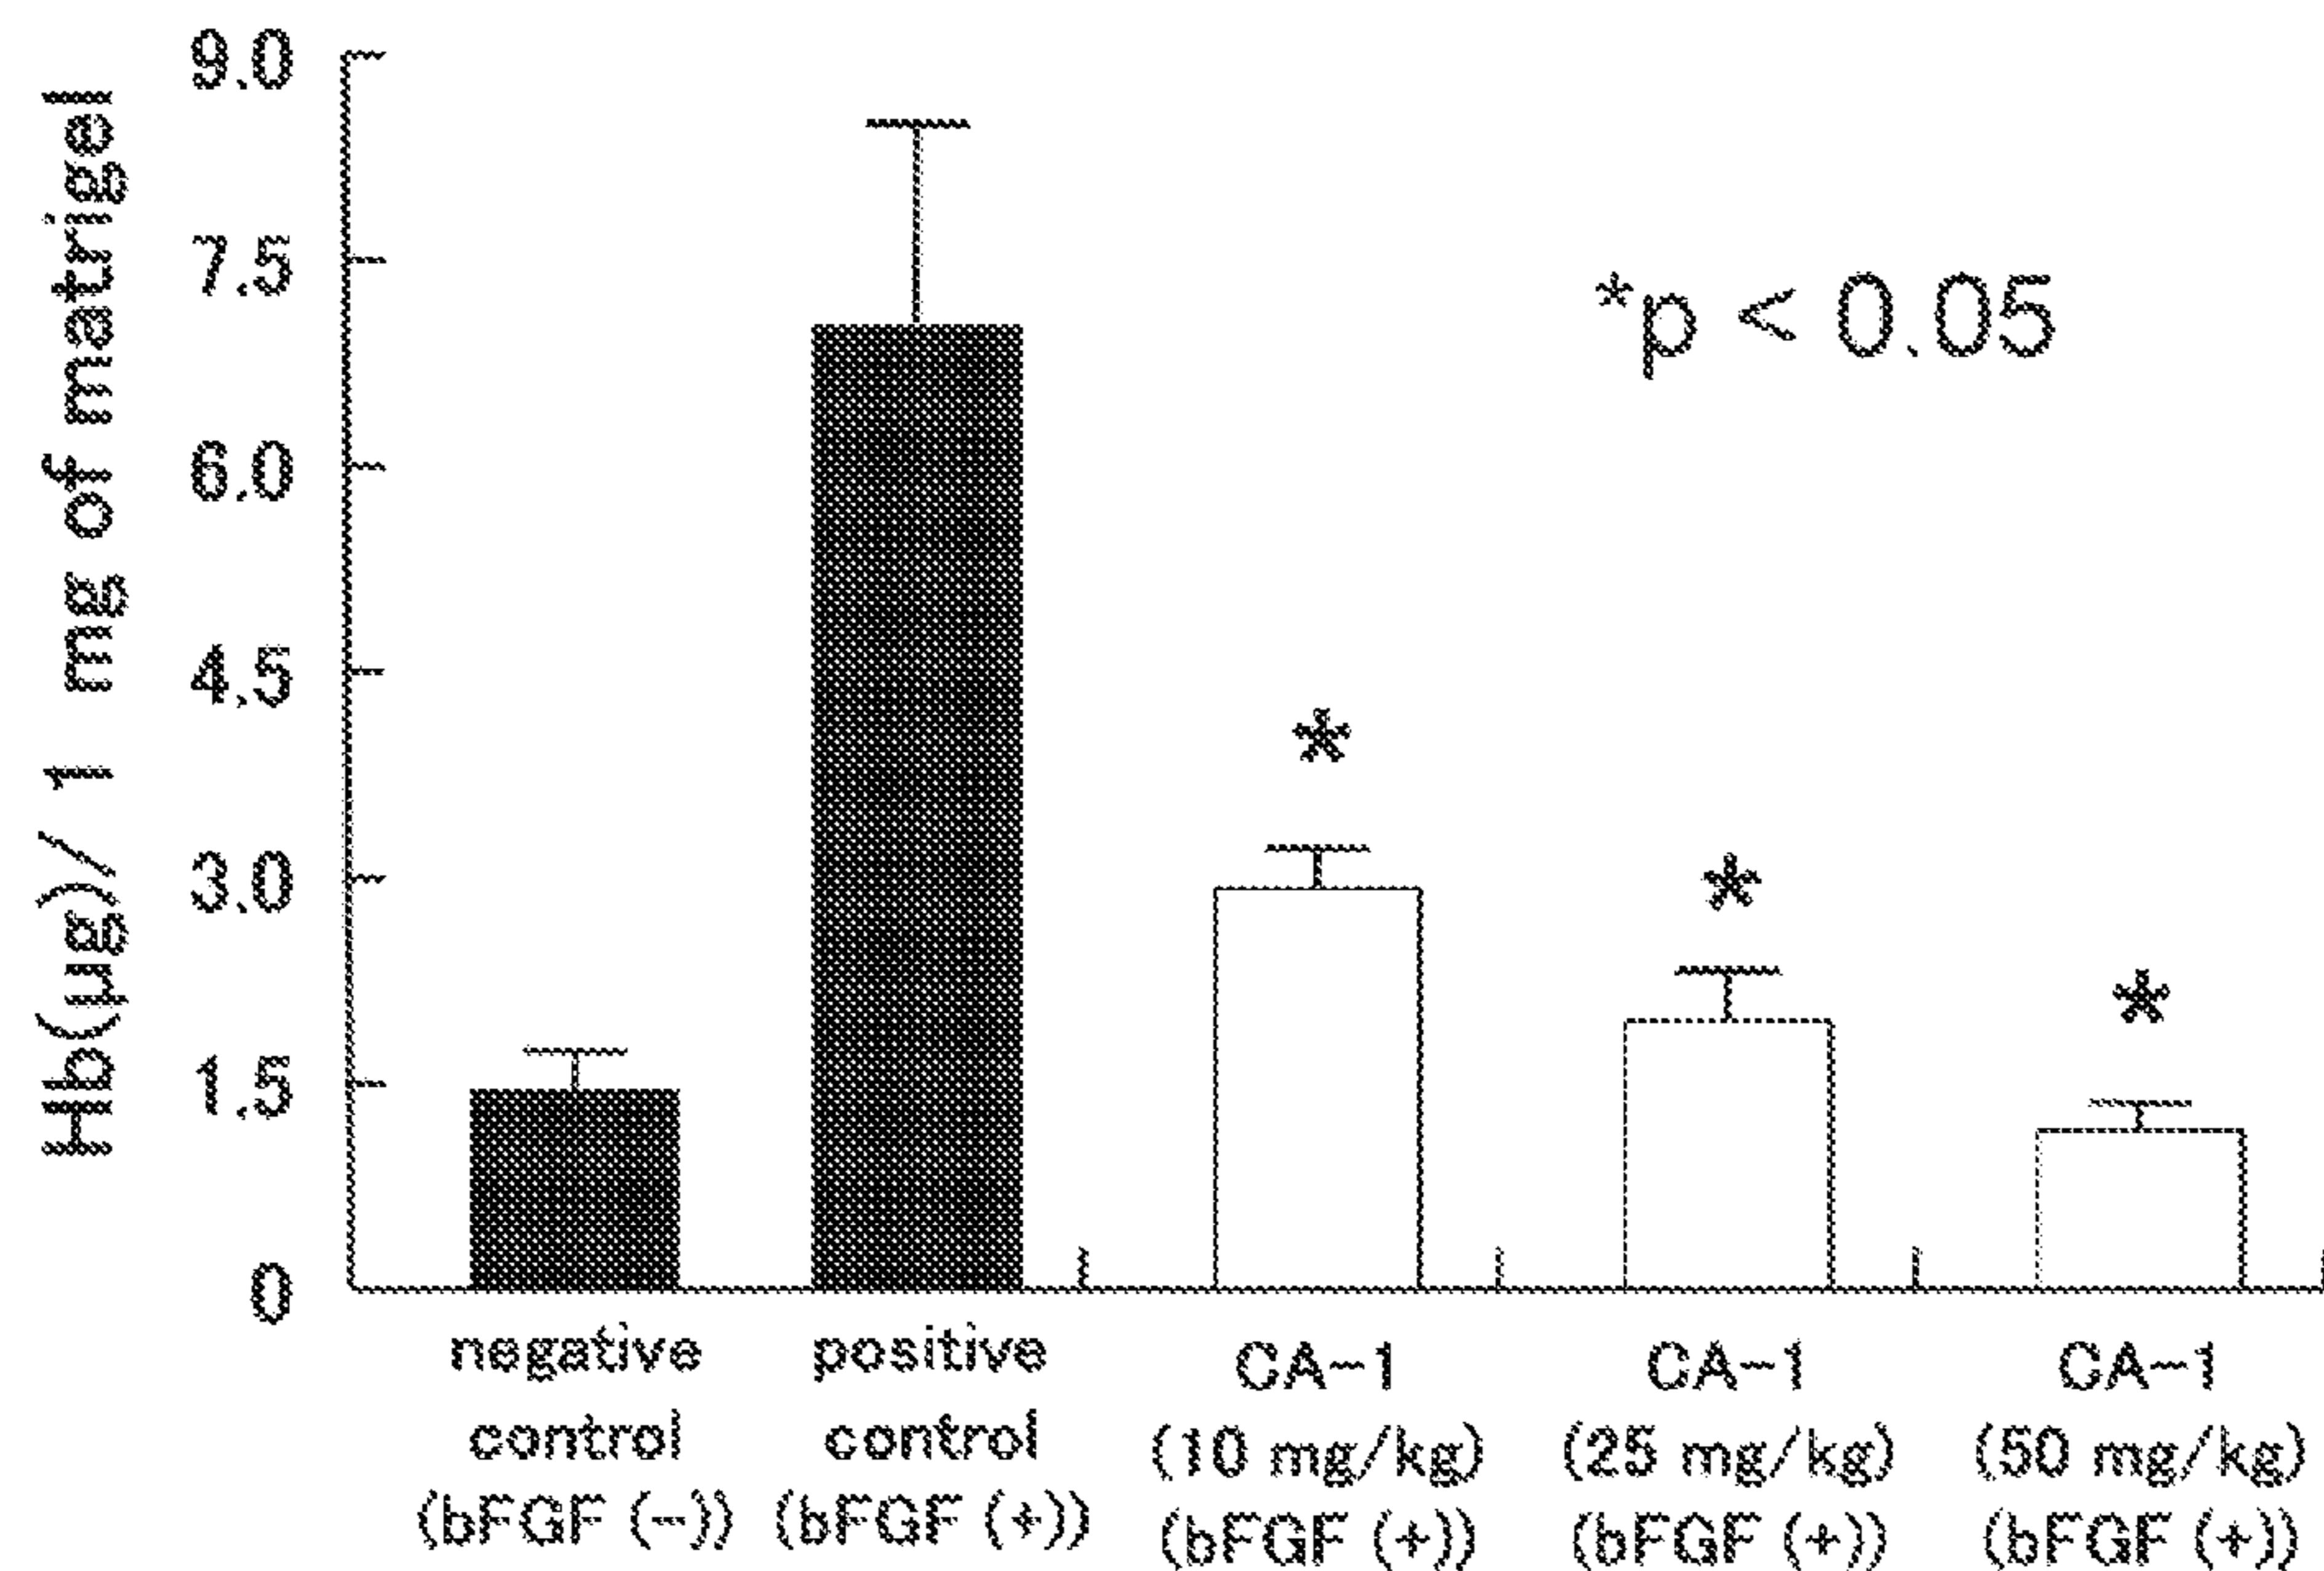 Hb(µg)/ 1 mg of matrigel
9.0
7.5
6.0
4.5
3.0
1.5
0
*p < 0.05
*
*
*
negative
control
(bFGF (-))
positive
control
(bFGF (+))
CA-1
(10 mg/kg)
(bFGF (+))
CA-1
(25 mg/kg)
(bFGF (+))
CA-1
(50 mg/kg)
(bFGF (+))